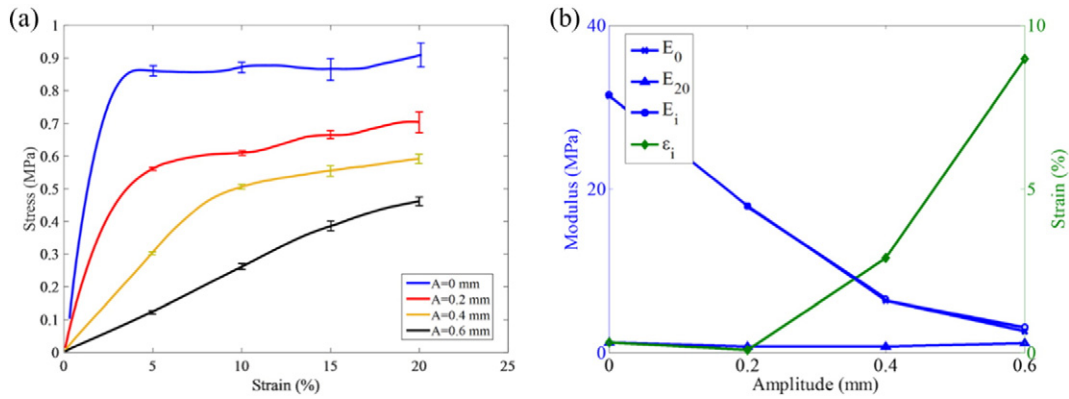 (a)
1
0.9
0.8
0.7
0.6
0.5
0.4
0.3
0.2
0.1
0
Stress (MPa)
0
5
10
15
20
25
Strain (%)
A=0 mm
A=0.2 mm
A=0.4 mm
A=0.6 mm
(b)
40
20
0
Modulus (MPa)
E0
E20
Ei
εi
10
5
0
Strain (%)
0
0.2
0.4
0.6
Amplitude (mm)